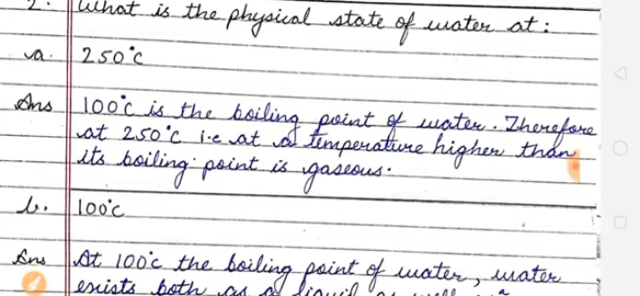 2. What is the physical state of water at:
a. 250°C
Ans 100°C is the boiling point of water. Therefore
at 250°C i.e at a temperature higher than
its boiling point is gaseous.
b. 100°C
Ans At 100°C the boiling point of water, water
exists both as a liquid as well